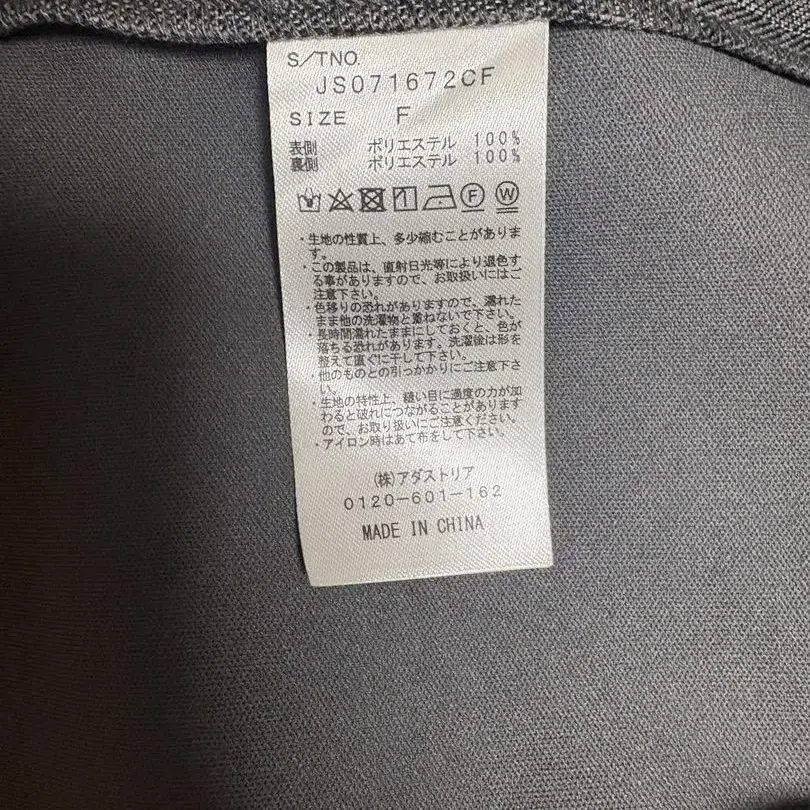 S/TNO
JS071672CF
SIZE F
表側 ポリエステル 100%
裏側 ポリエステル 100%
F W
・生地の性質上、多少縮むことがありま
す。
・この製品は、直射日光等により退色す
る事がありますので、お取扱いにはご
注意下さい。
・色移りの恐れがありますので、濡れた
まま他の洗濯物と重ねないで下さい。
・長時間濡れたままにしておくと、色が
落ちる恐れがあります。洗濯後は形を
整えて直ぐに干して下さい。
・他のものとの引っかかりにご注意下さ
い。
・生地の特性上、縫い目に過度の力が加
わると破れにつながることがあります
ので、お取り扱いにご注意ください。
・アイロン時はあて布をして下さい。
(株)アダストリア
0120-601-162
MADE IN CHINA